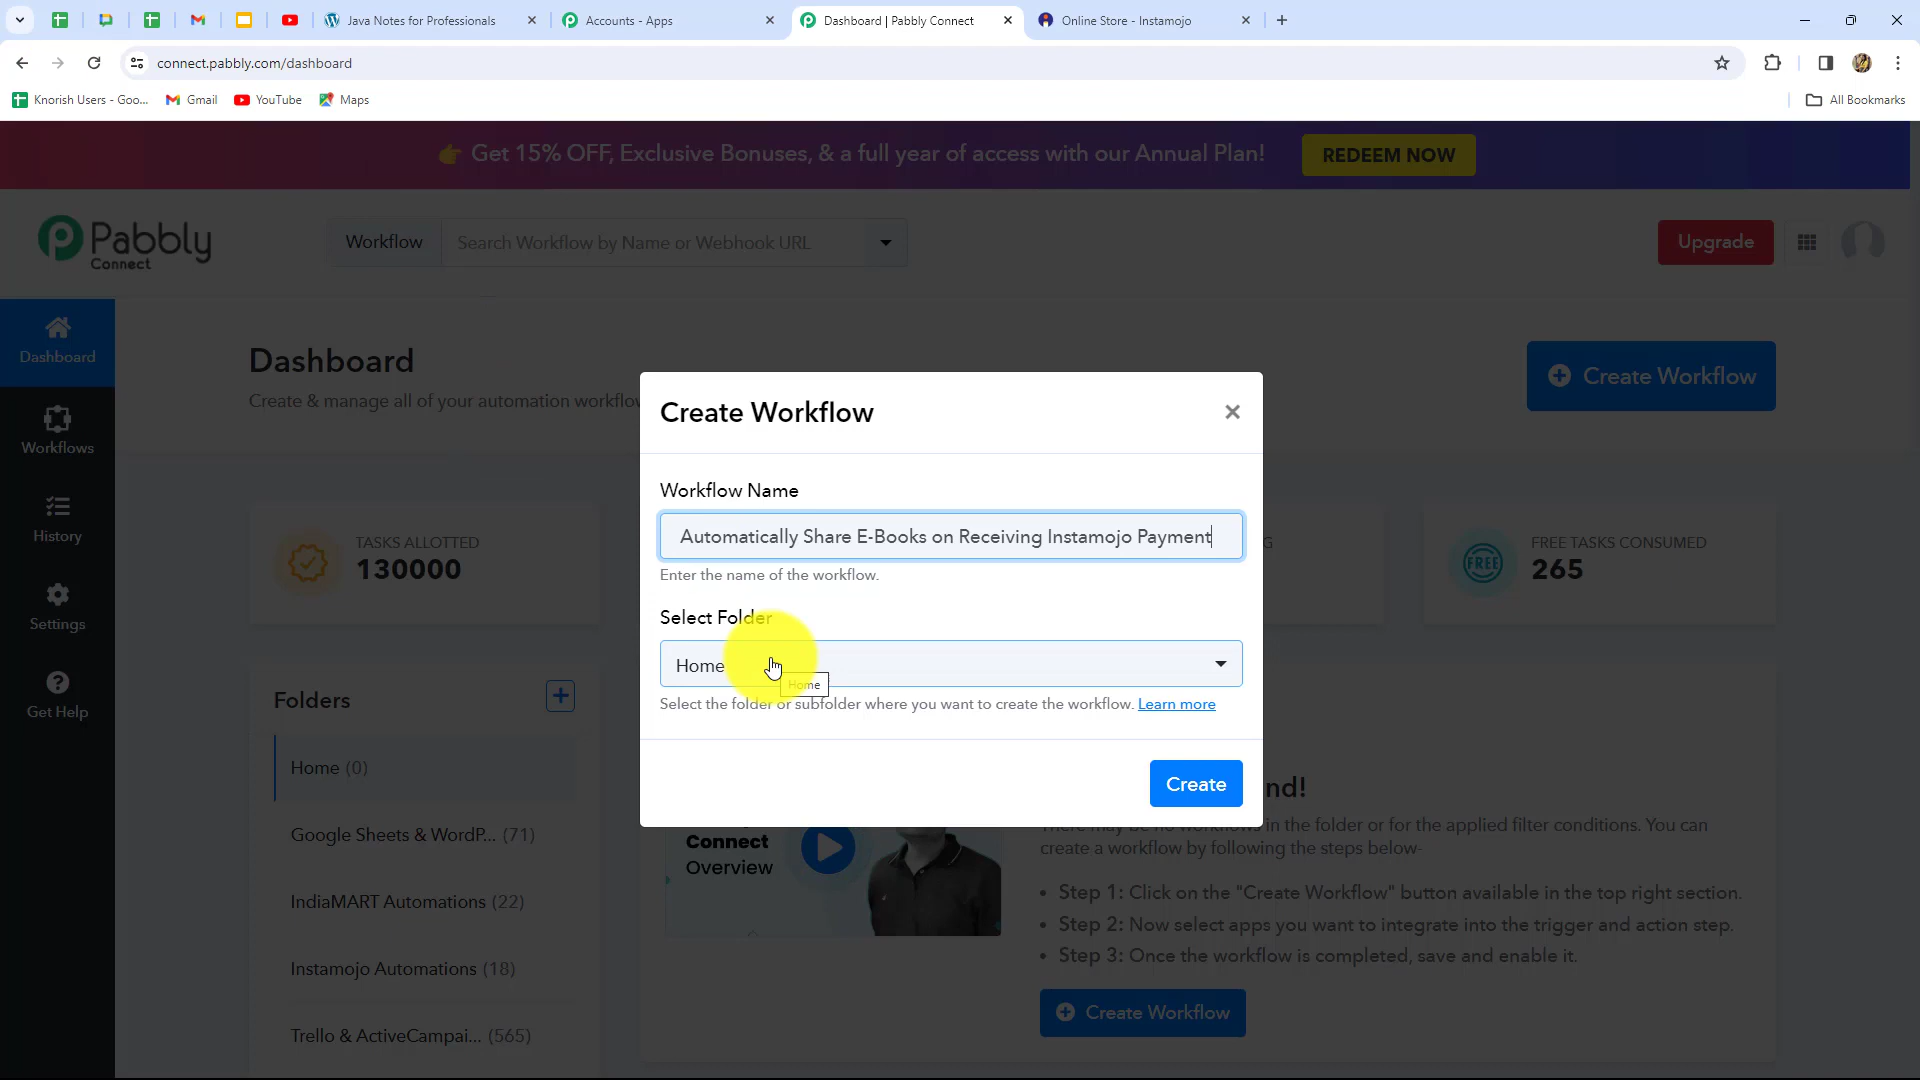 Java Notes for Professionals
Accounts - Apps
Dashboard | Pabbly Connect
Online Store - Instamojo
connect.pabbly.com/dashboard
Knorish Users - Goo...
Gmail
YouTube
Maps
All Bookmarks
👉 Get 15% OFF, Exclusive Bonuses, & a full year of access with our Annual Plan!
REDEEM NOW
Pabbly
Connect
Workflow
Search Workflow by Name or Webhook URL
Upgrade
Dashboard
Workflows
History
Settings
Get Help
Dashboard
Create & manage all of your automation workflo
Create Workflow
TASKS ALLOTTED
130000
G
FREE TASKS CONSUMED
265
FREE
Create Workflow
×
Workflow Name
Automatically Share E-Books on Receiving Instamojo Payment
Enter the name of the workflow.
Select Folder
Home
Home
Select the folder or subfolder where you want to create the workflow. Learn more
Create
Folders
Home (0)
Google Sheets & WordP... (71)
IndiaMART Automations (22)
Instamojo Automations (18)
Trello & ActiveCampai... (565)
Connect
Overview
nd!
There may be no workflows in the folder or for the applied filter conditions. You can
create a workflow by following the steps below-
• Step 1: Click on the "Create Workflow" button available in the top right section.
• Step 2: Now select apps you want to integrate into the trigger and action step.
• Step 3: Once the workflow is completed, save and enable it.
Create Workflow